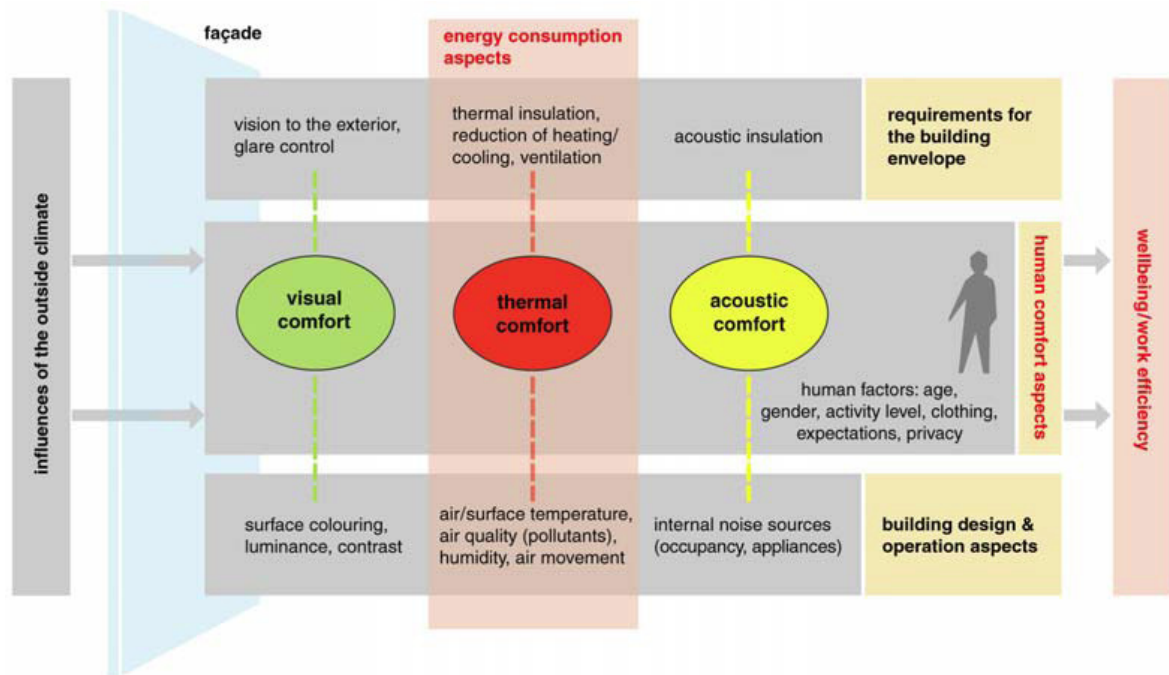 façade
energy consumption
aspects
influences of the outside climate
vision to the exterior,
glare control
thermal insulation,
reduction of heating/
cooling, ventilation
acoustic insulation
requirements for
the building
envelope
visual
comfort
thermal
comfort
acoustic
comfort
human factors: age,
gender, activity level, clothing,
expectations, privacy
human comfort aspects
wellbeing/work efficiency
surface colouring,
luminance, contrast
air/surface temperature,
air quality (pollutants),
humidity, air movement
internal noise sources
(occupancy, appliances)
building design &
operation aspects